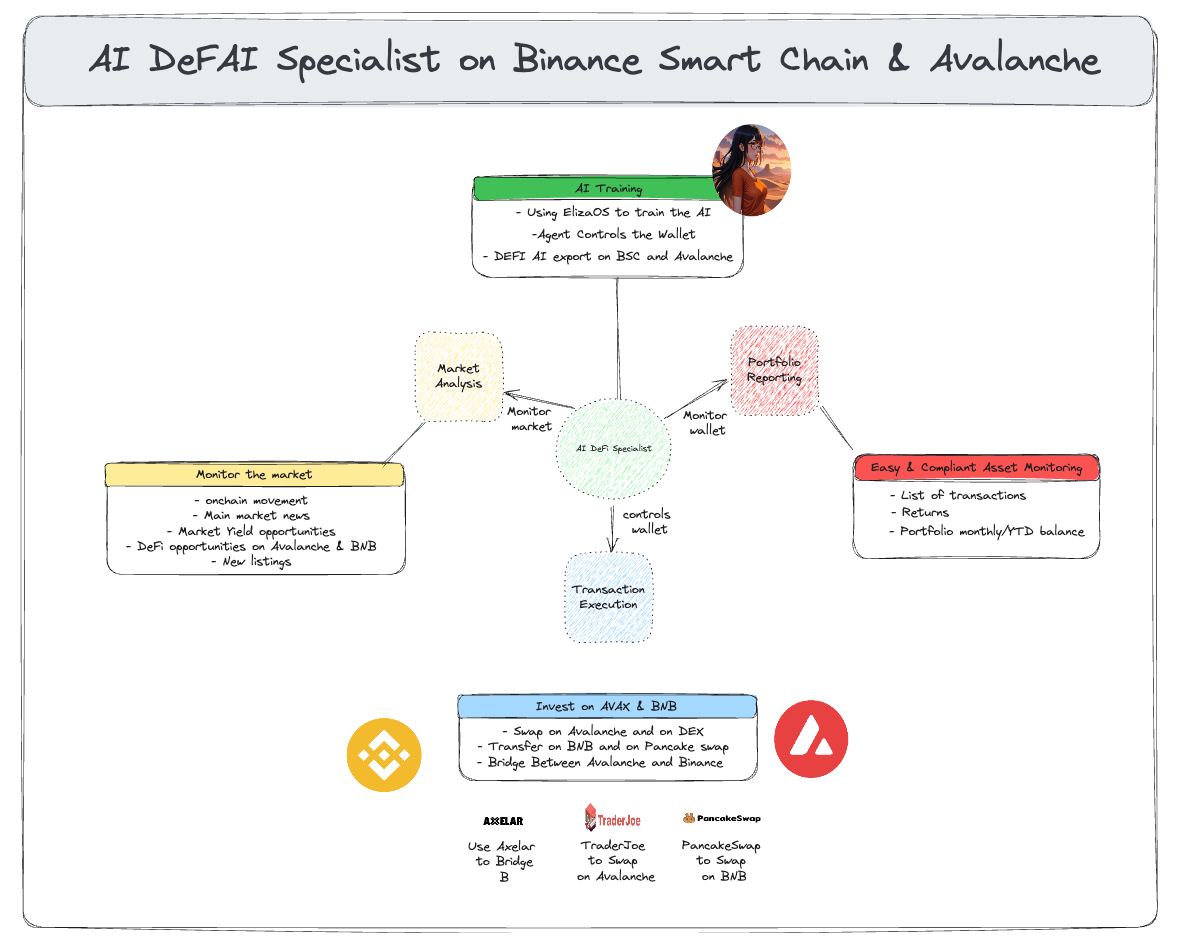 AI DeFAI Specialist on Binance Smart Chain & Avalanche
AI Training
- Using ElizaOS to train the AI
-Agent Controls the Wallet
- DEFI AI export on BSC and Avalanche
Market
Analysis
Portfolio
Reporting
Monitor
market
Monitor
wallet
AI DeFi Specialist
Monitor the market
- onchain movement
- Main market news
- Market Yield opportunities
- DeFi opportunities on Avalanche & BNB
- New listings
Easy & Compliant Asset Monitoring
- List of transactions
- Returns
- Portfolio monthly/YTD balance
controls
wallet
Transaction
Execution
Invest on AVAX & BNB
- Swap on Avalanche and on DEX
- Transfer on BNB and on Pancake swap
- Bridge Between Avalanche and Binance
AXELAR
Use Axelar
to Bridge
B
TraderJoe
TraderJoe
to Swap
on Avalanche
PancakeSwap
PancakeSwap
to Swap
on BNB